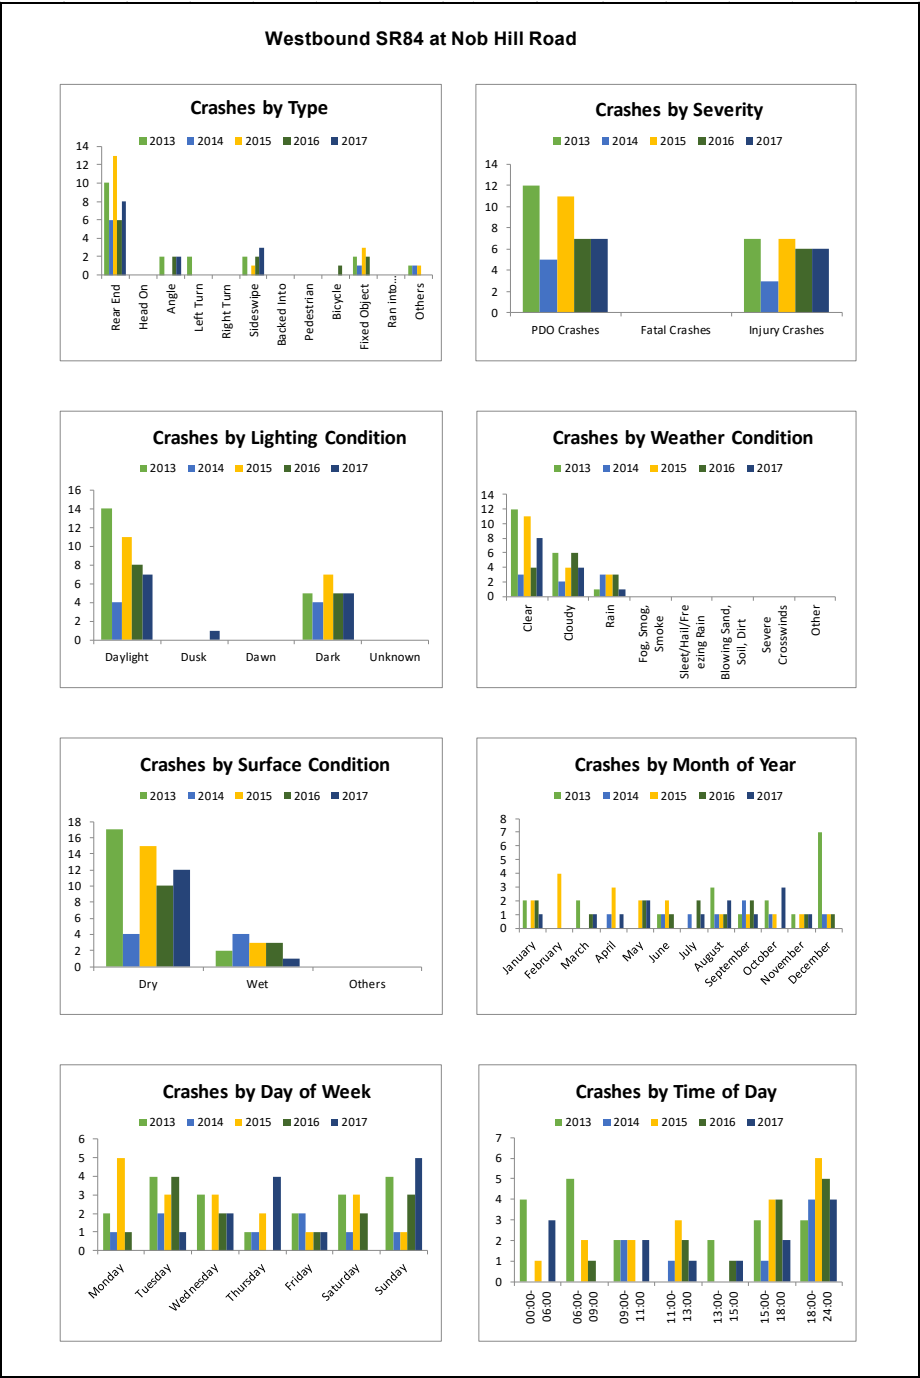 Westbound SR84 at Nob Hill Road
Crashes by Type
2013 2014 2015 2016 2017
14
12
10
8
6
4
2
0
Rear End
Head On
Angle
Left Turn
Right Turn
Sideswipe
Backed Into
Pedestrian
Bicycle
Fixed Object
Ran into...
Others
Crashes by Severity
2013 2014 2015 2016 2017
14
12
10
8
6
4
2
0
PDO Crashes Fatal Crashes Injury Crashes
Crashes by Lighting Condition
2013 2014 2015 2016 2017
16
14
12
10
8
6
4
2
0
Daylight Dusk Dawn Dark Unknown
Crashes by Weather Condition
2013 2014 2015 2016 2017
14
12
10
8
6
4
2
0
Clear
Cloudy
Rain
Fog, Smog,
Smoke
Sleet/Hail/Fre
ezing Rain
Blowing Sand,
Soil, Dirt
Severe
Crosswinds
Other
Crashes by Surface Condition
2013 2014 2015 2016 2017
18
16
14
12
10
8
6
4
2
0
Dry Wet Others
Crashes by Month of Year
2013 2014 2015 2016 2017
8
7
6
5
4
3
2
1
0
January
February
March
April
May
June
July
August
September
October
November
December
Crashes by Day of Week
2013 2014 2015 2016 2017
6
5
4
3
2
1
0
Monday
Tuesday
Wednesday
Thursday
Friday
Saturday
Sunday
Crashes by Time of Day
2013 2014 2015 2016 2017
7
6
5
4
3
2
1
0
00:00-
06:00
06:00-
09:00
09:00-
11:00
11:00-
13:00
13:00-
15:00
15:00-
18:00
18:00-
24:00